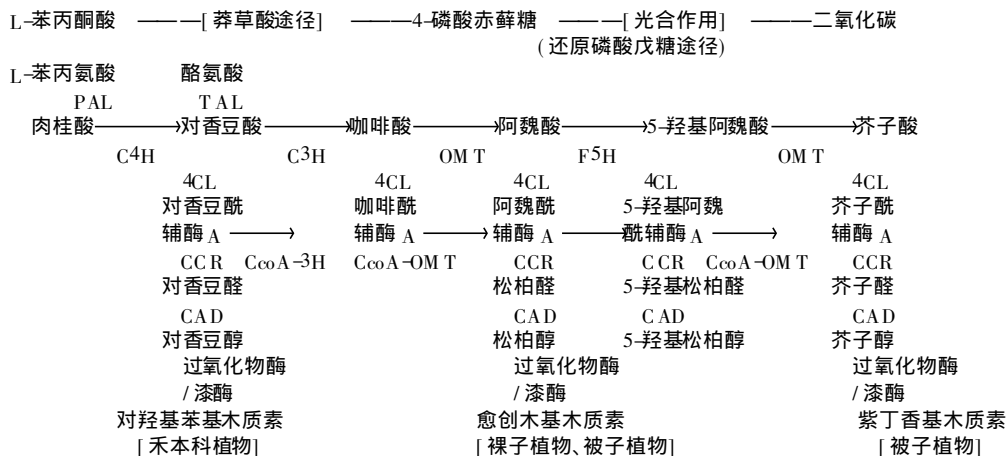 L-苯丙酮酸 ———[莽草酸途径]———4-磷酸赤藓糖 ———[光合作用]———二氧化碳
(还原磷酸戊糖途径)
L-苯丙氨酸 酪氨酸
PAL TAL
肉桂酸 对香豆酸 咖啡酸 阿魏酸 5-羟基阿魏酸 芥子酸
C4H C3H OMT F5H OMT
4CL 4CL 4CL 4CL 4CL
对香豆酰 咖啡酰 阿魏酰 5-羟基阿魏 芥子酰
辅酶A 辅酶A 辅酶A 酰辅酶A 辅酶A
CCR CcoA-3H CcoA-OMT CCR CCR CcoA-OMT CCR
对香豆醛 松柏醛 5-羟基松柏醛 芥子醛
CAD CAD CAD CAD
对香豆醇 松柏醇 5-羟基松柏醇 芥子醇
过氧化物酶 过氧化物酶 过氧化物酶
/漆酶 /漆酶 /漆酶
对羟基苯基木质素 愈创木基木质素 紫丁香基木质素
[禾本科植物] [裸子植物、被子植物] [被子植物]